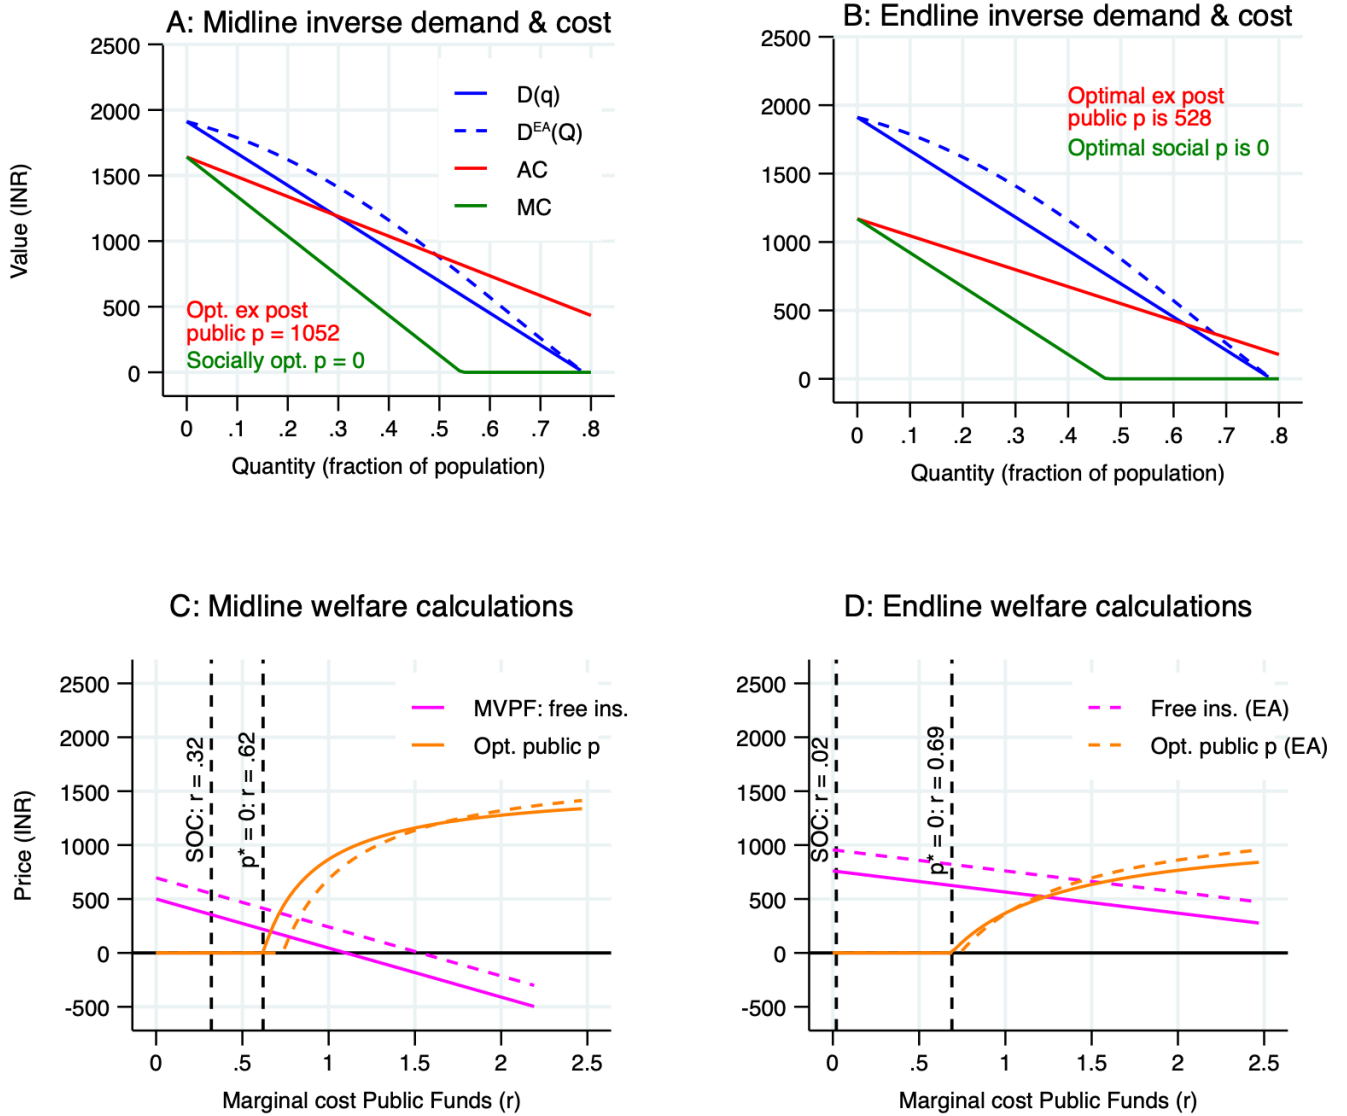 A: Midline inverse demand & cost
Value (INR)
2500
2000
1500
1000
500
0
D(q)
Dᴱᴬ(Q)
AC
MC
Opt. ex post
public p = 1052
Socially opt. p = 0
0 .1 .2 .3 .4 .5 .6 .7 .8
Quantity (fraction of population)
B: Endline inverse demand & cost
2500
2000
1500
1000
500
0
Optimal ex post
public p is 528
Optimal social p is 0
0 .1 .2 .3 .4 .5 .6 .7 .8
Quantity (fraction of population)
C: Midline welfare calculations
Price (INR)
2500
2000
1500
1000
500
0
-500
SOC: r = .32
p* = 0: r = .62
MVPF: free ins.
Opt. public p
0 .5 1 1.5 2 2.5
Marginal cost Public Funds (r)
D: Endline welfare calculations
2500
2000
1500
1000
500
0
-500
SOC: r = .02
p* = 0: r = 0.69
Free ins. (EA)
Opt. public p (EA)
0 .5 1 1.5 2 2.5
Marginal cost Public Funds (r)